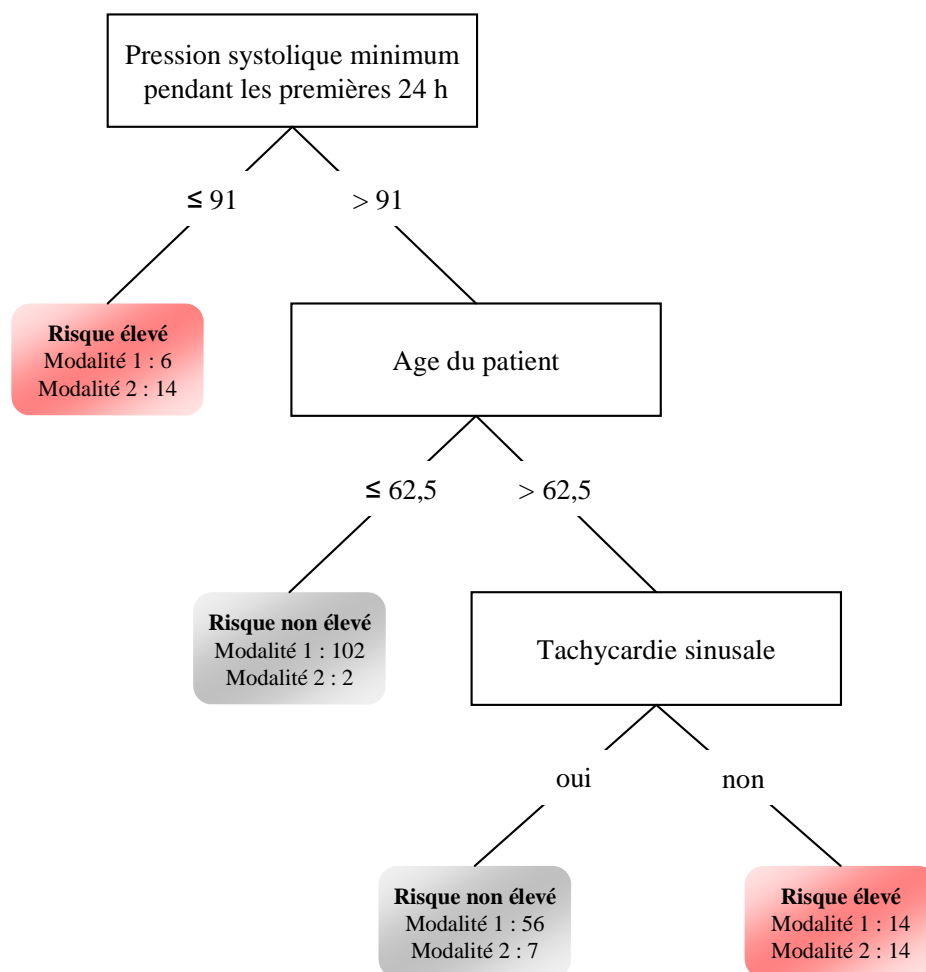 Pression systolique minimum
pendant les premières 24 h
≤ 91
> 91
Risque élevé
Modalité 1 : 6
Modalité 2 : 14
Age du patient
≤ 62,5
> 62,5
Risque non élevé
Modalité 1 : 102
Modalité 2 : 2
Tachycardie sinusale
oui
non
Risque non élevé
Modalité 1 : 56
Modalité 2 : 7
Risque élevé
Modalité 1 : 14
Modalité 2 : 14